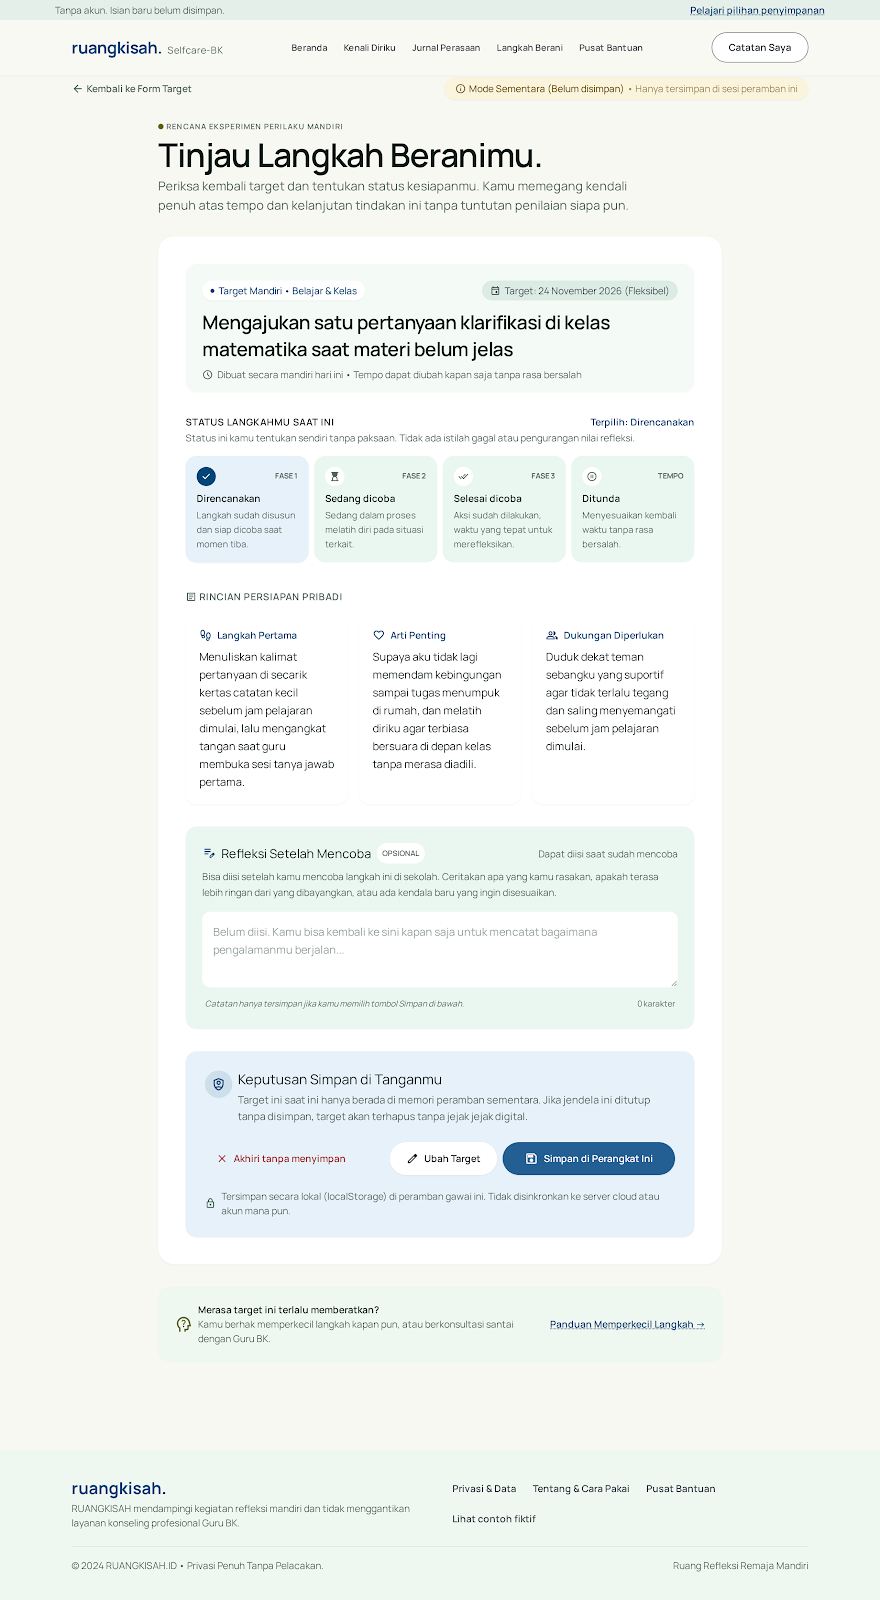 Tanpa akun. Isian baru belum disimpan.
Pelajari pilihan penyimpanan
ruangkisah. Selfcare-BK
Beranda
Kenali Diriku
Jurnal Perasaan
Langkah Berani
Pusat Bantuan
Catatan Saya
Kembali ke Form Target
Mode Sementara (Belum disimpan) • Hanya tersimpan di sesi peramban ini
RENCANA EKSPERIMEN PERILAKU MANDIRI
Tinjau Langkah Beranimu.
Periksa kembali target dan tentukan status kesiapanmu. Kamu memegang kendali
penuh atas tempo dan kelanjutan tindakan ini tanpa tuntutan penilaian siapa pun.
Target Mandiri • Belajar & Kelas
Target: 24 November 2026 (Fleksibel)
Mengajukan satu pertanyaan klarifikasi di kelas
matematika saat materi belum jelas
Dibuat secara mandiri hari ini • Tempo dapat diubah kapan saja tanpa rasa bersalah
STATUS LANGKAHMU SAAT INI
Terpilih: Direncanakan
Status ini kamu tentukan sendiri tanpa paksaan. Tidak ada istilah gagal atau pengurangan nilai refleksi.
FASE 1
Direncanakan
Langkah sudah disusun
dan siap dicoba saat
momen tiba.
FASE 2
Sedang dicoba
Sedang dalam proses
melatih diri pada situasi
terkait.
FASE 3
Selesai dicoba
Aksi sudah dilakukan,
waktu yang tepat untuk
merefleksikan.
TEMPO
Ditunda
Menyesuaikan kembali
waktu tanpa rasa
bersalah.
RINCIAN PERSIAPAN PRIBADI
Langkah Pertama
Menuliskan kalimat
pertanyaan di secarik
kertas catatan kecil
sebelum jam pelajaran
dimulai, lalu mengangkat
tangan saat guru
membuka sesi tanya jawab
pertama.
Arti Penting
Supaya aku tidak lagi
memendam kebingungan
sampai tugas menumpuk
di rumah, dan melatih
diriku agar terbiasa
bersuara di depan kelas
tanpa merasa diadili.
Dukungan Diperlukan
Duduk dekat teman
sebangku yang suportif
agar tidak terlalu tegang
dan saling menyemangati
sebelum jam pelajaran
dimulai.
Refleksi Setelah Mencoba OPSIONAL
Dapat diisi saat sudah mencoba
Bisa diisi setelah kamu mencoba langkah ini di sekolah. Ceritakan apa yang kamu rasakan, apakah terasa
lebih ringan dari yang dibayangkan, atau ada kendala baru yang ingin disesuaikan.
Belum diisi. Kamu bisa kembali ke sini kapan saja untuk mencatat bagaimana
pengalamanmu berjalan...
Catatan hanya tersimpan jika kamu memilih tombol Simpan di bawah.
0 karakter
Keputusan Simpan di Tanganmu
Target ini saat ini hanya berada di memori peramban sementara. Jika jendela ini ditutup
tanpa disimpan, target akan terhapus tanpa jejak jejak digital.
Akhiri tanpa menyimpan
Ubah Target
Simpan di Perangkat Ini
Tersimpan secara lokal (localStorage) di peramban gawai ini. Tidak disinkronkan ke server cloud atau
akun mana pun.
Merasa target ini terlalu memberatkan?
Kamu berhak memperkecil langkah kapan pun, atau berkonsultasi santai
dengan Guru BK.
Panduan Memperkecil Langkah →
ruangkisah.
RUANGKISAH mendampingi kegiatan refleksi mandiri dan tidak menggantikan
layanan konseling profesional Guru BK.
Privasi & Data
Tentang & Cara Pakai
Pusat Bantuan
Lihat contoh fiktif
© 2024 RUANGKISAH.ID • Privasi Penuh Tanpa Pelacakan.
Ruang Refleksi Remaja Mandiri